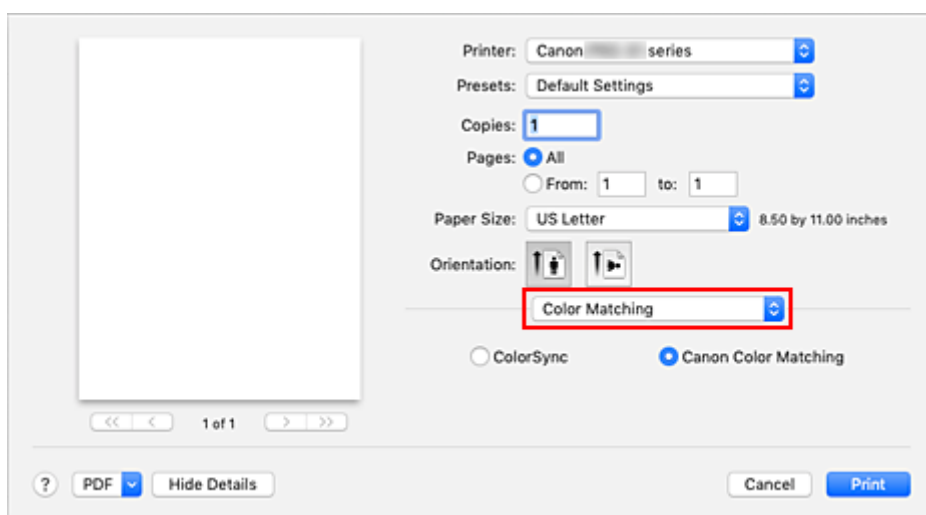 Printer: Canon series
Presets: Default Settings
Copies: 1
Pages: All
From: 1 to: 1
Paper Size: US Letter 8.50 by 11.00 inches
Orientation:
Color Matching
ColorSync Canon Color Matching
<< < 1 of 1 > >>
? PDF Hide Details Cancel Print